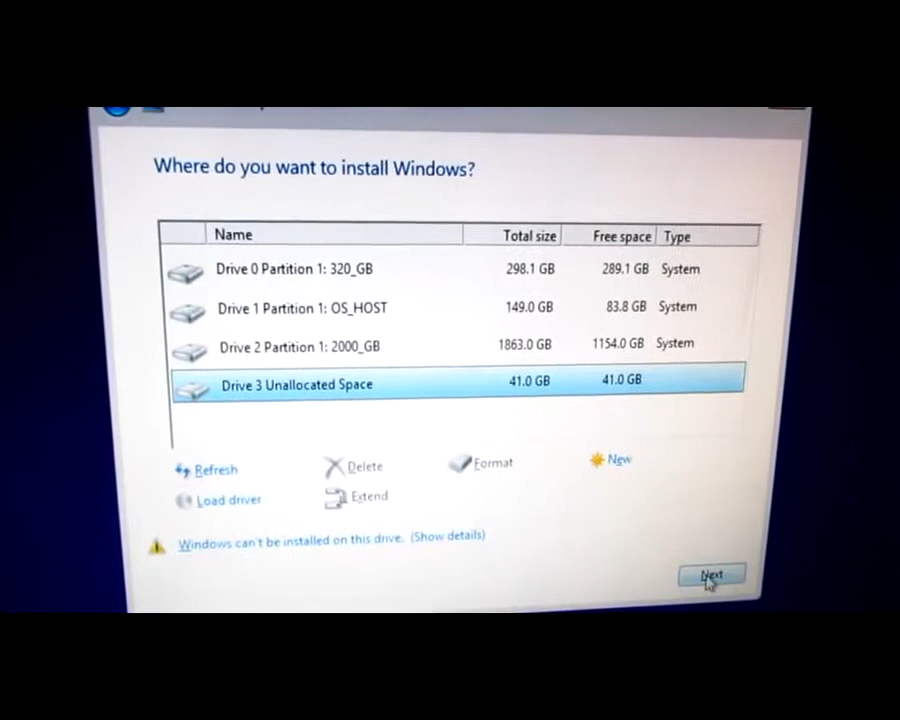 Where do you want to install Windows?
Name Total size Free space Type
Drive 0 Partition 1: 320_GB 298.1 GB 289.1 GB System
Drive 1 Partition 1: OS_HOST 149.0 GB 83.8 GB System
Drive 2 Partition 1: 2000_GB 1863.0 GB 1154.0 GB System
Drive 3 Unallocated Space 41.0 GB 41.0 GB
Refresh Delete Format New
Load driver Extend
Windows can't be installed on this drive. (Show details)
Next